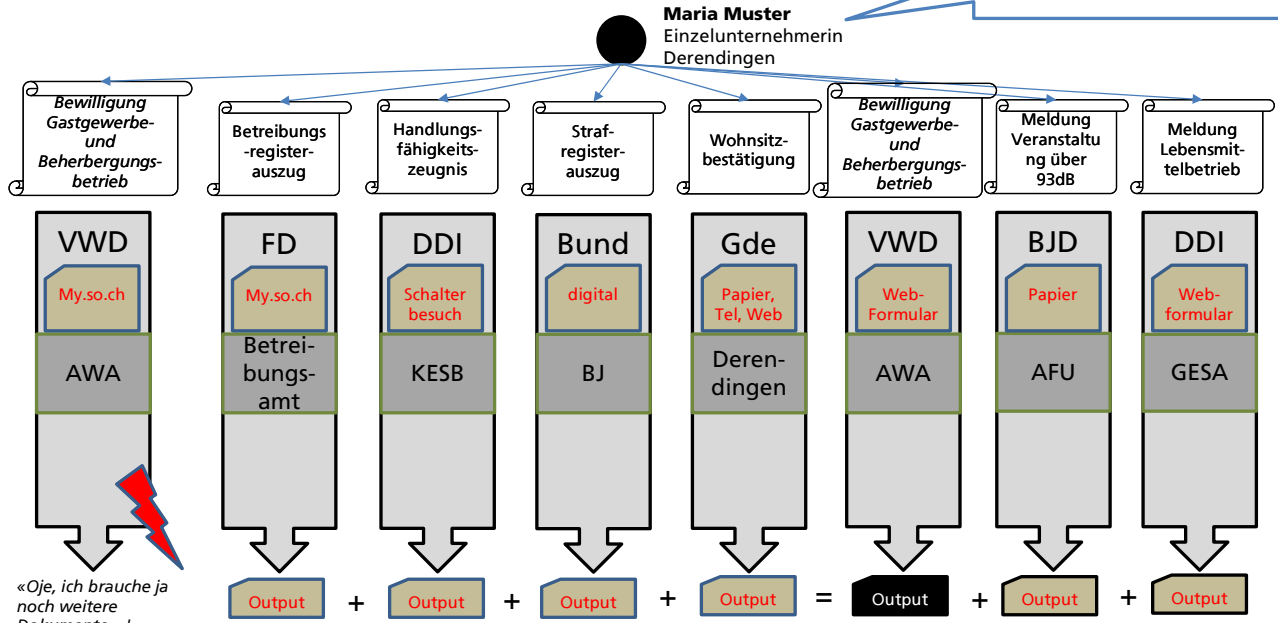 Maria Muster
Einzelunternehmerin
Derendingen
Bewilligung
Gastgewerbe-
und
Beherbergungs-
betrieb
Betreibungs
-register-
auszug
Handlungs-
fähigkeits
zeugnis
Straf-
register-
auszug
Wohnsitz-
bestätigung
Bewilligung
Gastgewerbe-
und
Beherbergungs-
betrieb
Meldung
Veranstaltu
ng über
93dB
Meldung
Lebensmit-
telbetrieb
VWD
My.so.ch
AWA
FD
My.so.ch
Betrei-
bungs-
amt
DDI
Schalter
besuch
KESB
Bund
digital
BJ
Gde
Papier,
Tel, Web
Deren-
dingen
VWD
Web-
Formular
AWA
BJD
Papier
AFU
DDI
Web-
formular
GESA
«Oje, ich brauche ja
noch weitere
Output + Output + Output + Output = Output + Output + Output